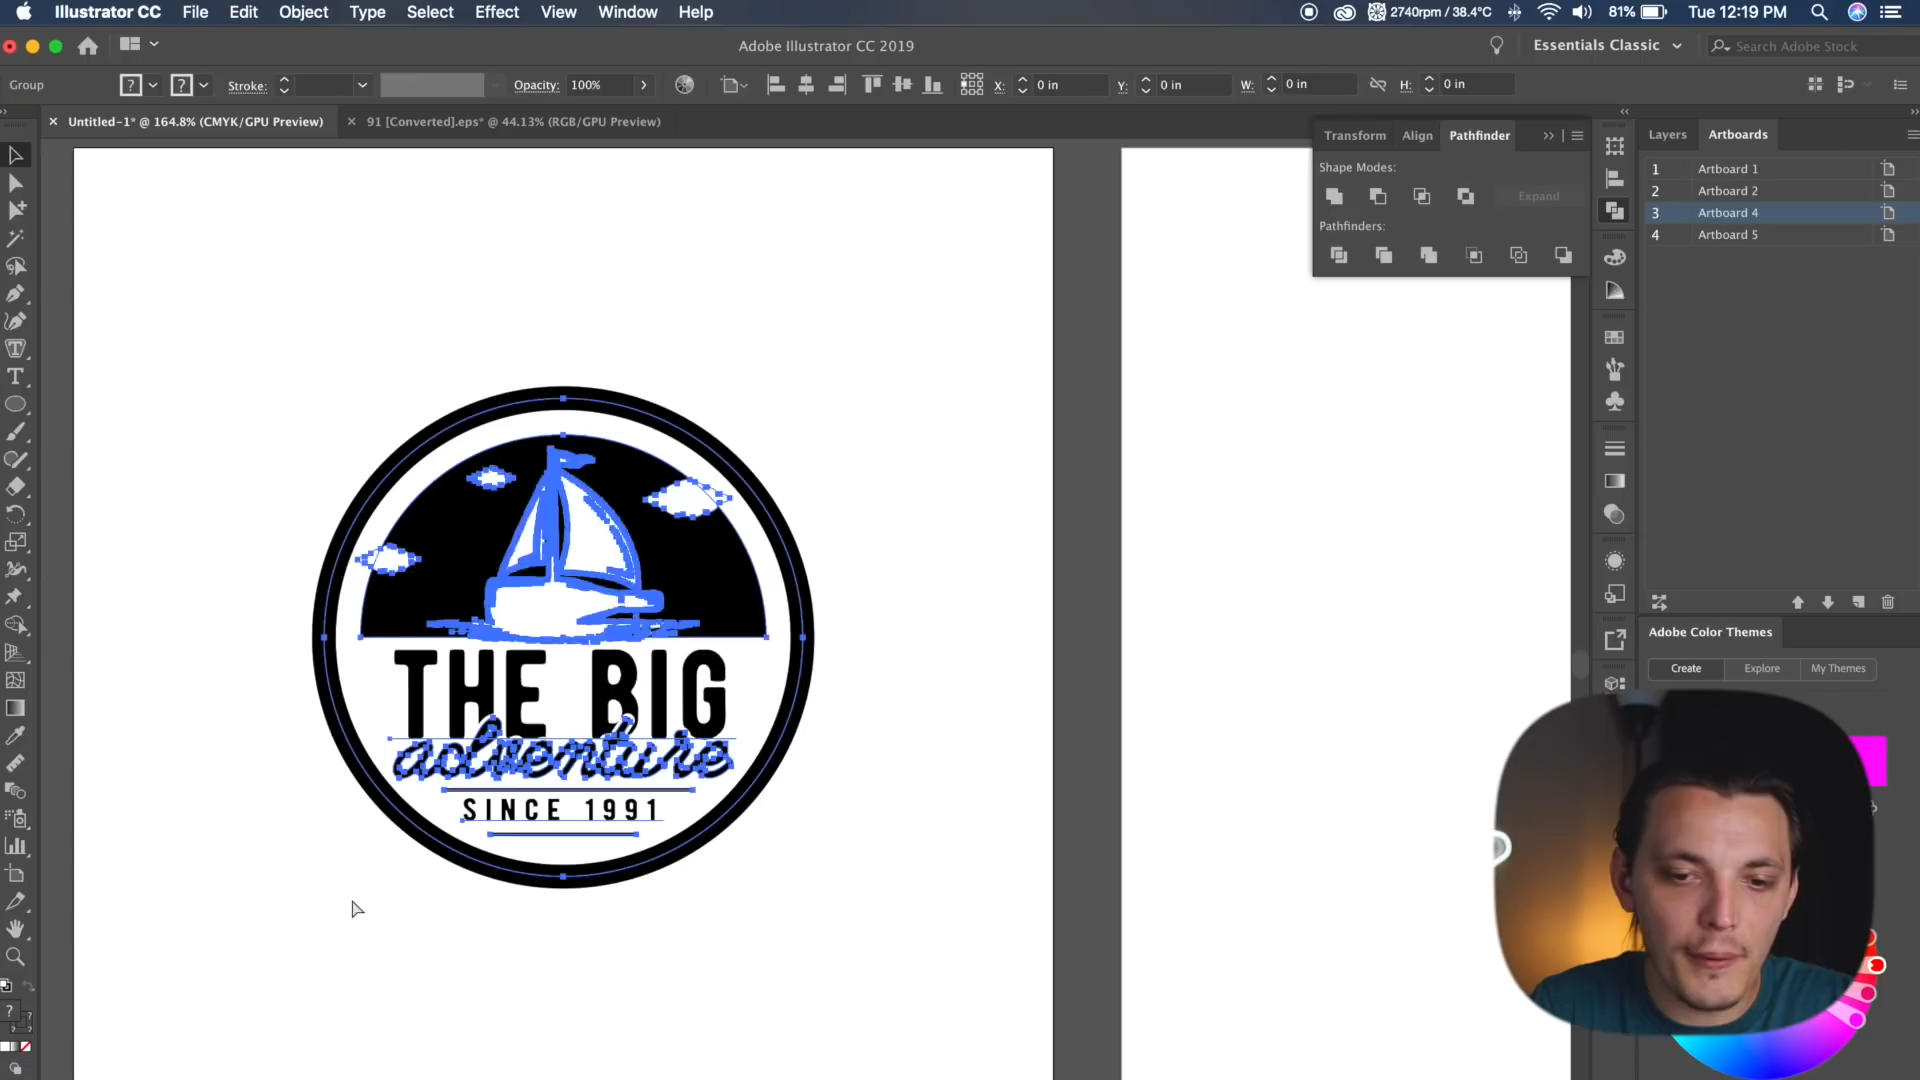 Illustrator CC File Edit Object Type Select Effect View Window Help 2740rpm / 38.4°C 81% Tue 12:19 PM
Adobe Illustrator CC 2019 Essentials Classic Search Adobe Stock
Group ? ? Stroke: Opacity: 100% X: 0 in Y: 0 in W: 0 in H: 0 in
× Untitled-1* @ 164.8% (CMYK/GPU Preview) × 91 [Converted].eps* @ 44.13% (RGB/GPU Preview)
Transform Align Pathfinder
Layers Artboards
Shape Modes:
1 Artboard 1
2 Artboard 2
Expand
3 Artboard 4
Pathfinders:
4 Artboard 5
Adobe Color Themes
Create Explore My Themes
THE BIG
adventure
SINCE 1991